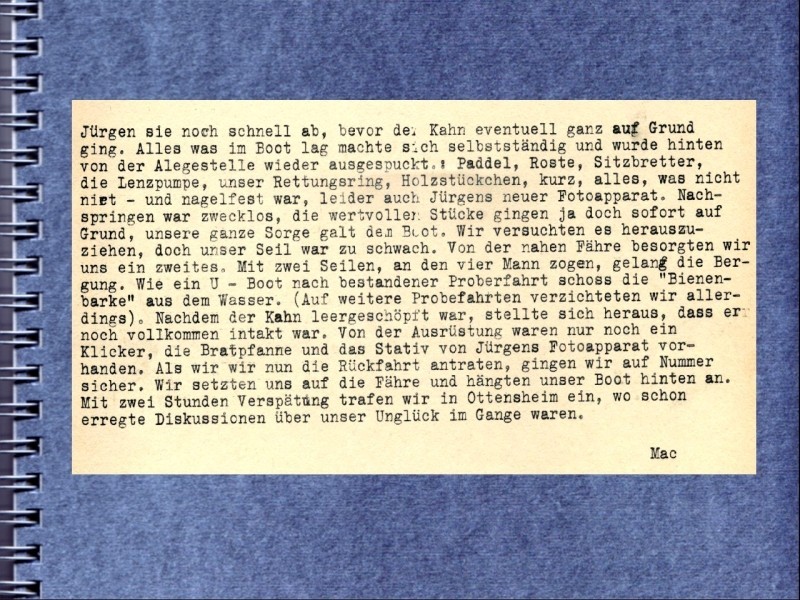 Jürgen sie noch schnell ab, bevor der Kahn eventuell ganz auf Grund
ging. Alles was im Boot lag machte sich selbstständig und wurde hinten
von der Alegestelle wieder ausgespuckt.: Paddel, Roste, Sitzbretter,
die Lenzpumpe, unser Rettungsring, Holzstückchen, kurz, alles, was nicht
niet - und nagelfest war, leider auch Jürgens neuer Fotoapparat. Nach-
springen war zwecklos, die wertvollen Stücke gingen ja doch sofort auf
Grund, unsere ganze Sorge galt dem Boot. Wir versuchten es herauszu-
ziehen, doch unser Seil war zu schwach. Von der nahen Fähre besorgten wir
uns ein zweites. Mit zwei Seilen, an den vier Mann zogen, gelang die Ber-
gung. Wie ein U - Boot nach bestandener Proberfahrt schoss die "Bienen-
barke" aus dem Wasser. (Auf weitere Probefahrten verzichteten wir aller-
dings). Nachdem der Kahn leergeschöpft war, stellte sich heraus, dass er
noch vollkommen intakt war. Von der Ausrüstung waren nur noch ein
Klicker, die Bratpfanne und das Stativ von Jürgens Fotoapparat vor-
handen. Als wir wir nun die Rückfahrt antraten, gingen wir auf Nummer
sicher. Wir setzten uns auf die Fähre und hängten unser Boot hinten an.
Mit zwei Stunden Verspätung trafen wir in Ottensheim ein, wo schon
erregte Diskussionen über unser Unglück im Gange waren.
Mac